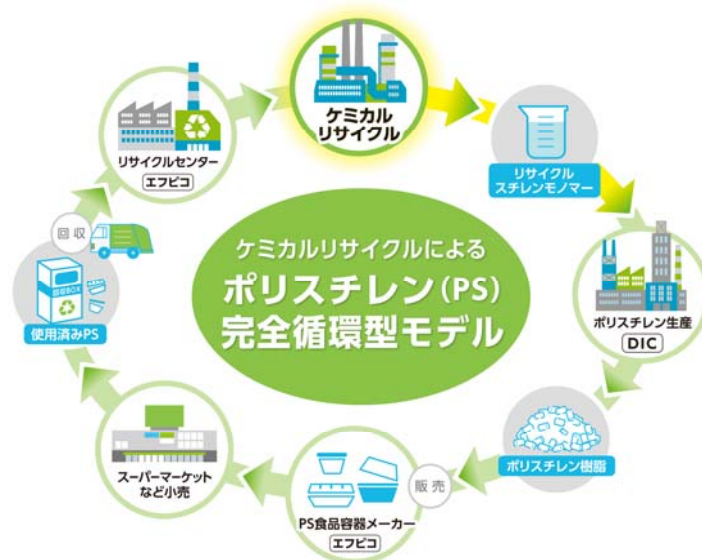 ケミカル
リサイクル
リサイクル
スチレンモノマー
ポリスチレン生産
DIC
ポリスチレン樹脂
販売
PS食品容器メーカー
エフピコ
スーパーマーケット
など小売
回収BOX
使用済みPS
回収
リサイクルセンター
エフピコ
ケミカルリサイクルによる
ポリスチレン(PS)
完全循環型モデル